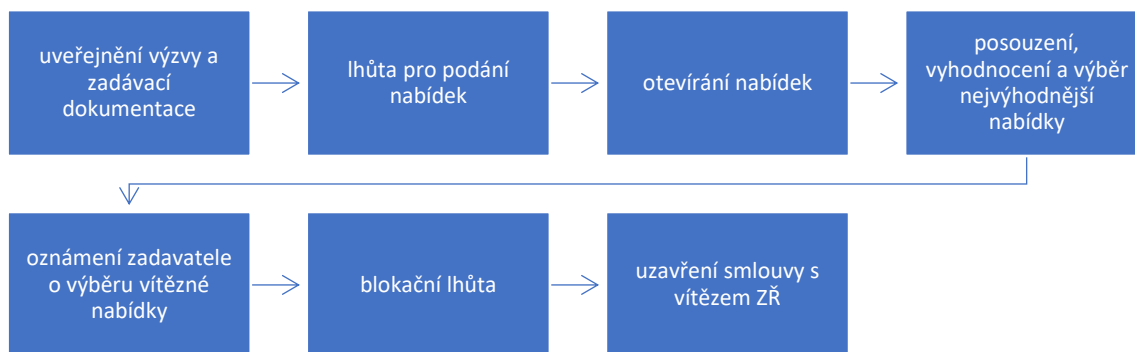 uveřejnění výzvy a
zadávací
dokumentace
lhůta pro podání
nabídek
otevírání nabídek
posouzení,
vyhodnocení a výběr
nejvýhodnější
nabídky
oznámení zadavatele
o výběru vítězné
nabídky
blokační lhůta
uzavření smlouvy s
vítězem ZŘ